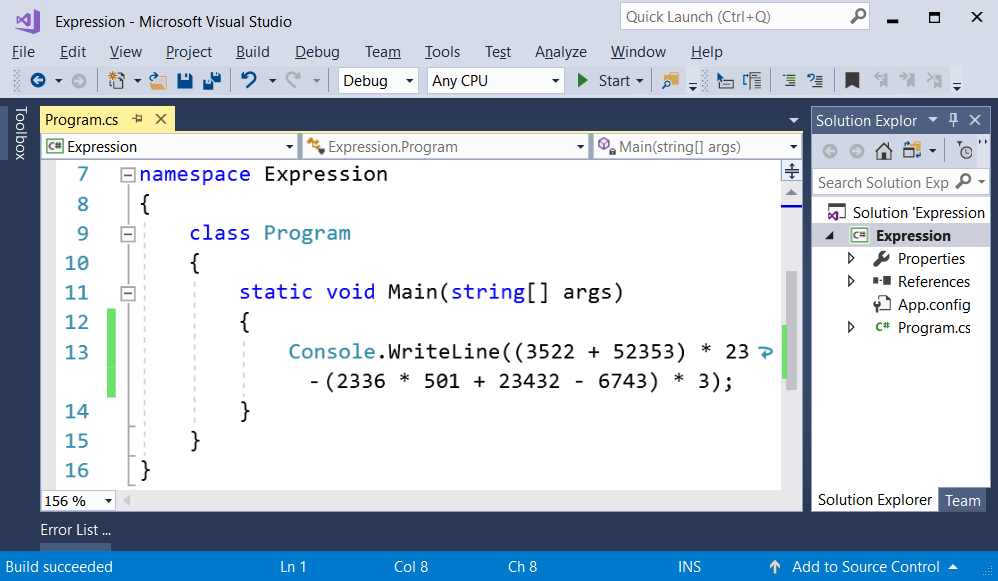 Expression - Microsoft Visual Studio
Quick Launch (Ctrl+Q)
File Edit View Project Build Debug Team Tools Test Analyze Window Help
Debug Any CPU Start
Toolbox
Program.cs
Expression Expression.Program Main(string[] args)
7 namespace Expression
8 {
9 class Program
10 {
11 static void Main(string[] args)
12 {
13 Console.WriteLine((3522 + 52353) * 23
-(2336 * 501 + 23432 - 6743) * 3);
14 }
15 }
16 }
156 %
Solution Explor
Search Solution Exp
Solution 'Expression
C# Expression
Properties
References
App.config
C# Program.cs
Solution Explorer Team
Error List ...
Build succeeded Ln 1 Col 8 Ch 8 INS Add to Source Control